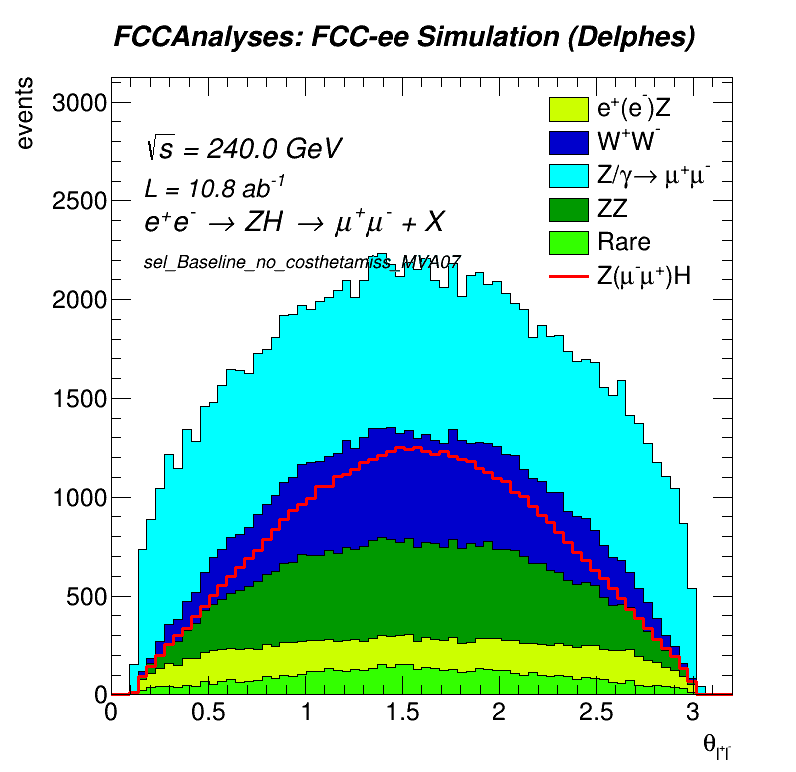 FCCAnalyses: FCC-ee Simulation (Delphes)
events
√s = 240.0 GeV
L = 10.8 ab⁻¹
e⁺e⁻ → ZH → μ⁺μ⁻ + X
sel_Baseline_no_costhetamiss_MVA07
e⁺(e⁻)Z
W⁺W⁻
Z/γ→ μ⁺μ⁻
ZZ
Rare
Z(μ⁻μ⁺)H
3000
2500
2000
1500
1000
500
0
0 0.5 1 1.5 2 2.5 3
θ_{l⁺l⁻}